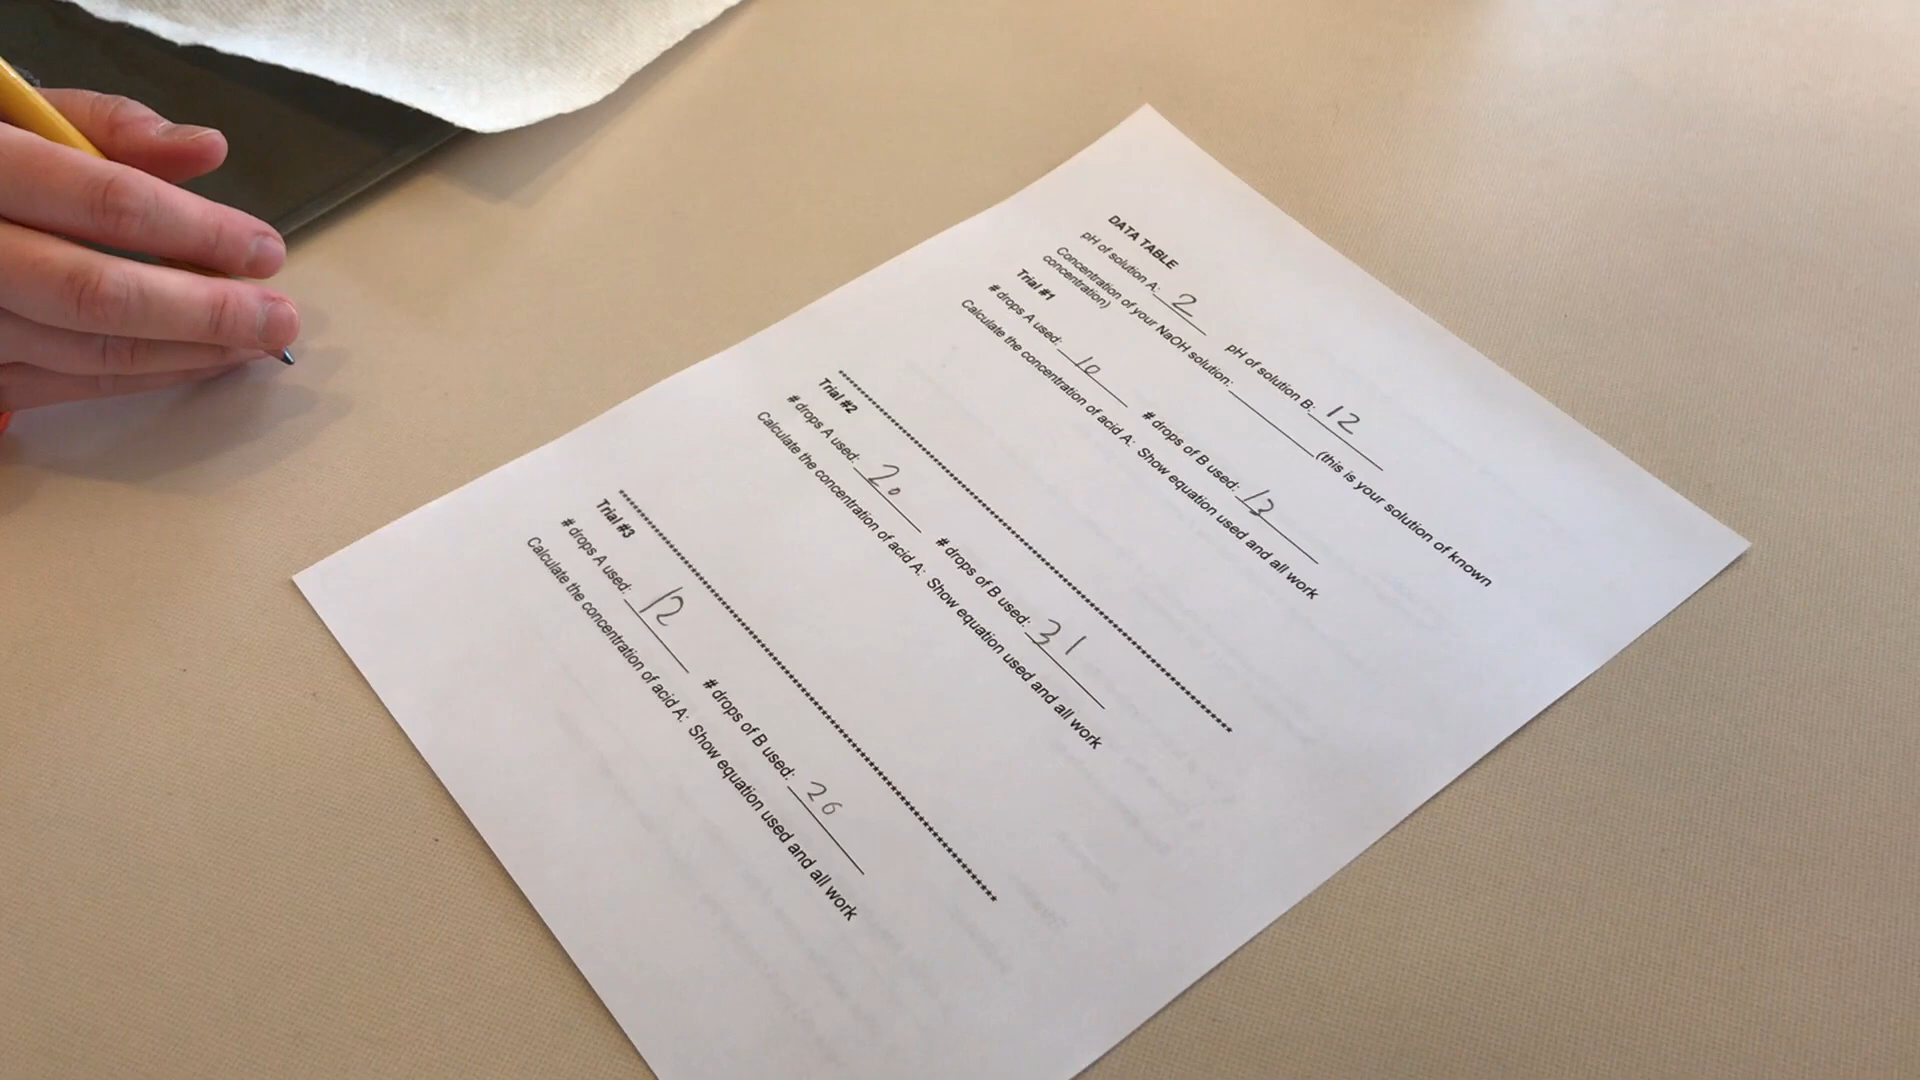 DATA TABLE
pH of solution A: 2 pH of solution B: 12
Concentration of your NaOH solution: (this is your solution of known
concentration)
Trial #1
# drops A used: 10 # drops of B used: 13
Calculate the concentration of acid A: Show equation used and all work
Trial #2
# drops A used: 20 # drops of B used: 31
Calculate the concentration of acid A: Show equation used and all work
Trial #3
# drops A used: 12 # drops of B used: 26
Calculate the concentration of acid A: Show equation used and all work